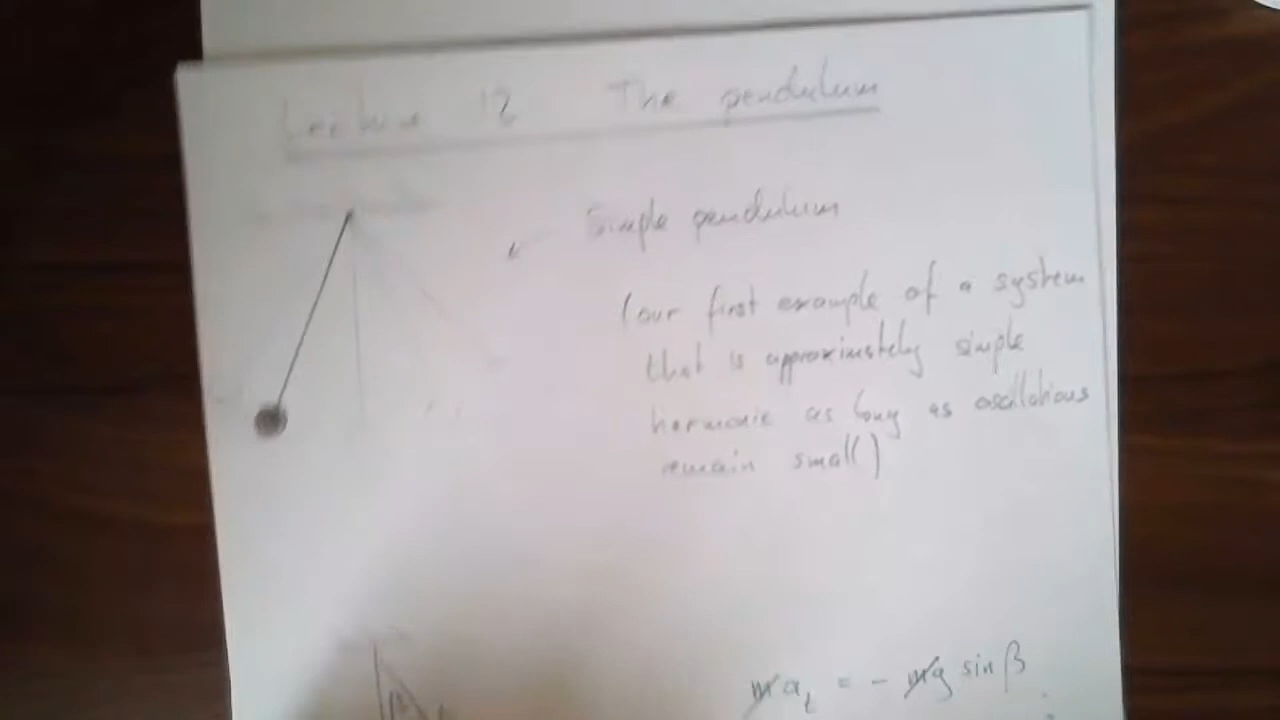 Lecture 12 The pendulum
Simple pendulum
(our first example of a system
that is approximately simple
harmonic as long as oscillations
remain small)
ma_t = - mg sin β